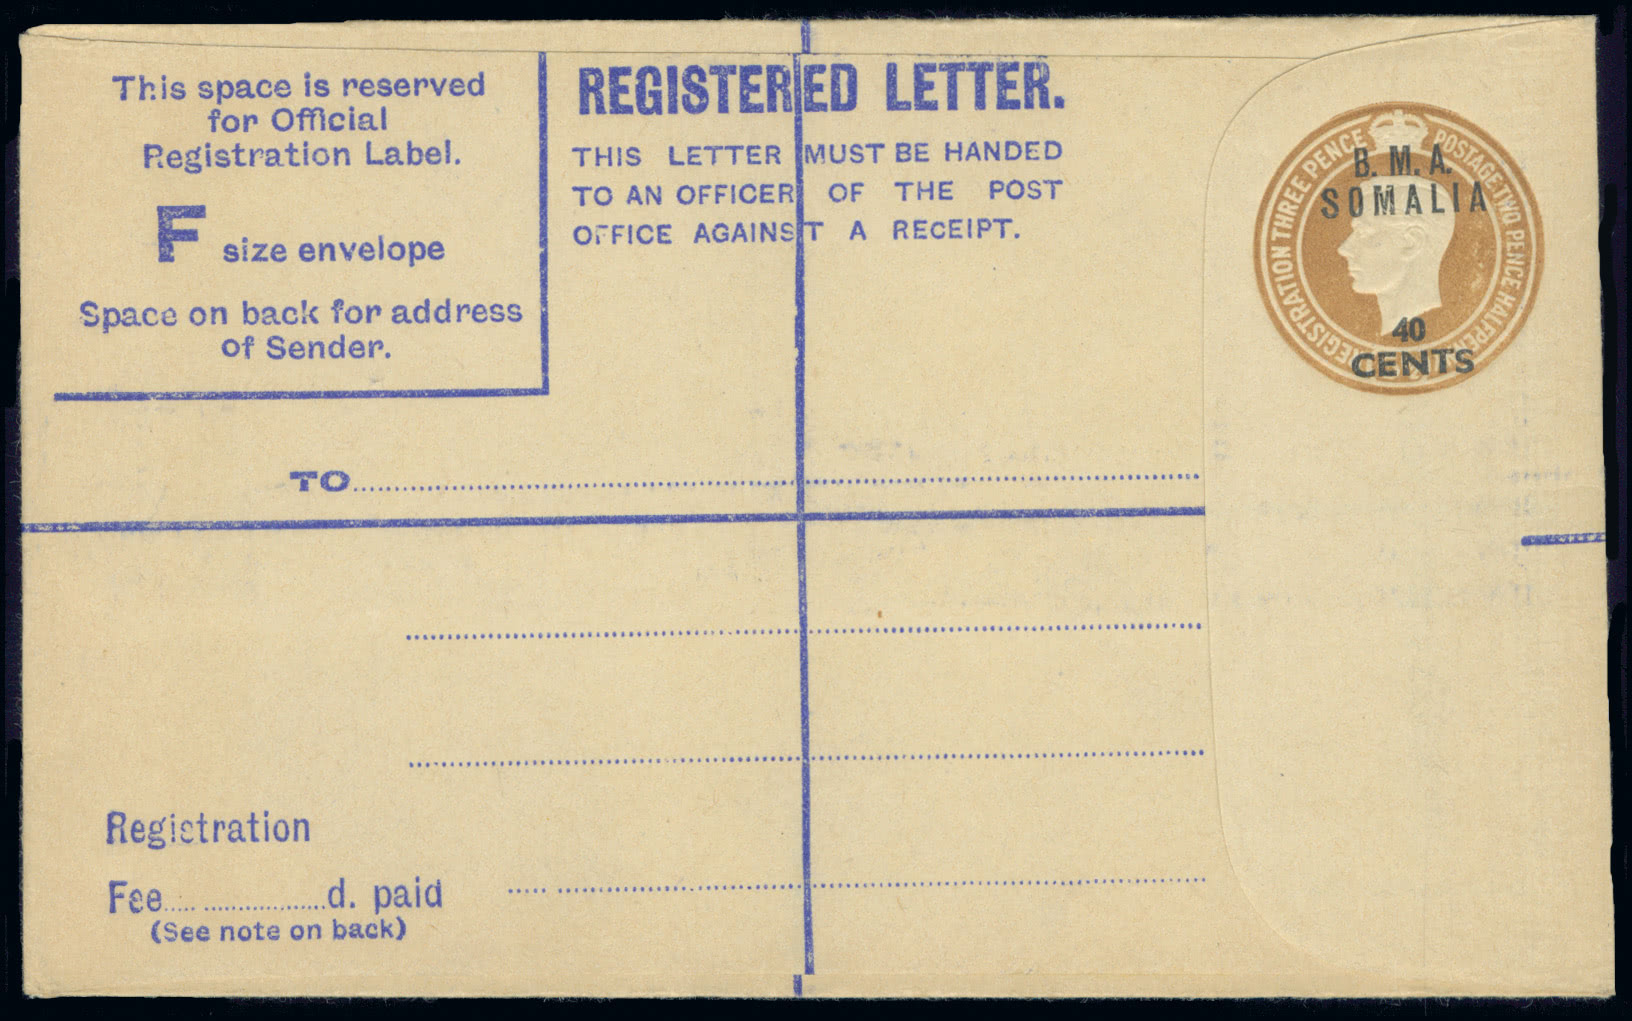 This space is reserved
for Official
Registration Label.
F size envelope
Space on back for address
of Sender.
REGISTERED LETTER.
THIS LETTER MUST BE HANDED
TO AN OFFICER OF THE POST
OFFICE AGAINST A RECEIPT.
REGISTRATION THREE PENCE
POSTAGE TWO PENCE HALFPENNY
B. M. A.
SOMALIA
40
CENTS
TO
Registration
Fee d. paid
(See note on back)